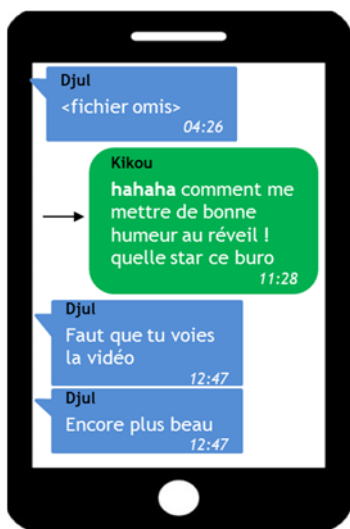 Djul
<fichier omis>
04:26
Kikou
hahaha comment me
mettre de bonne
humeur au réveil !
quelle star ce buro
11:28
Djul
Faut que tu voies
la vidéo
12:47
Djul
Encore plus beau
12:47